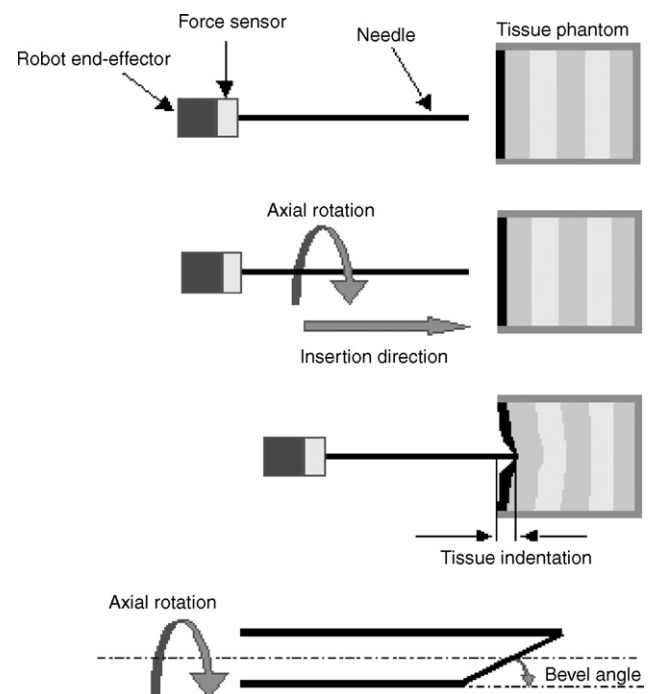 Force sensor
Tissue phantom
Needle
Robot end-effector
Axial rotation
Insertion direction
Tissue indentation
Axial rotation
Bevel angle